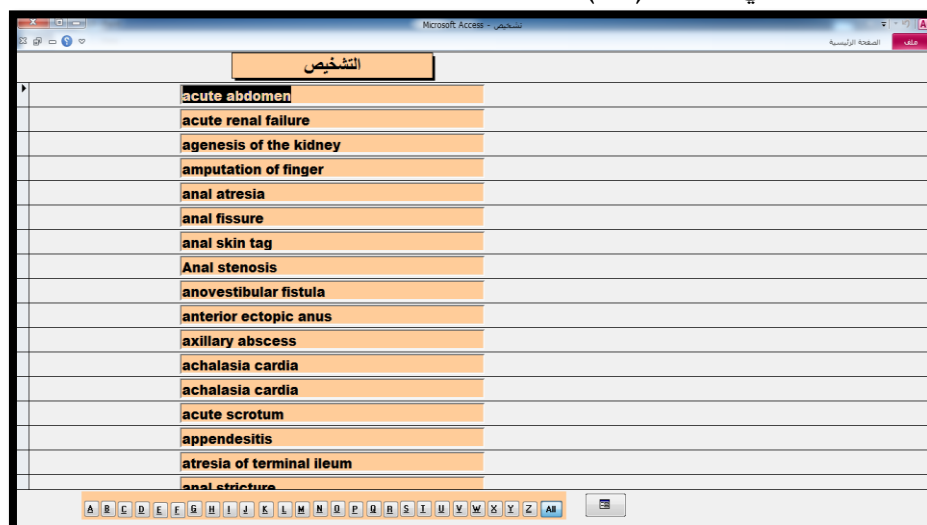 Microsoft Access - تشخيص
ملف الصفحة الرئيسية
التشخيص
acute abdomen
acute renal failure
agenesis of the kidney
amputation of finger
anal atresia
anal fissure
anal skin tag
Anal stenosis
anovestibular fistula
anterior ectopic anus
axillary abscess
achalasia cardia
achalasia cardia
acute scrotum
appendesitis
atresia of terminal ileum
anal stricture
A B C D E F G H I J K L M N O P Q R S T U V W X Y Z All